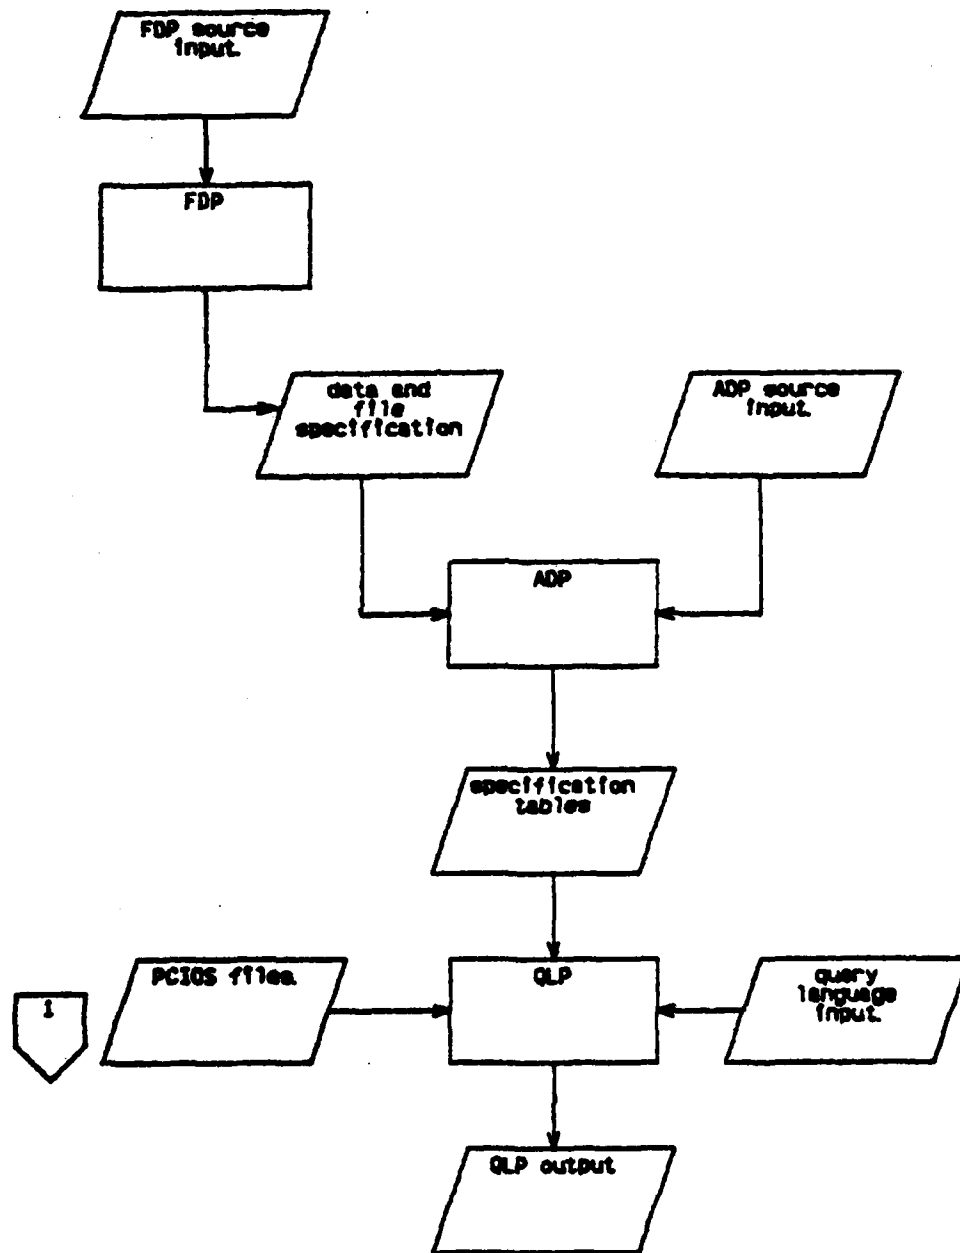 FDP source
input.
FDP
data and
file
specification
ADP source
input.
ADP
specification
tables
PCIOS files.
QLP
query
language
input.
1
QLP output